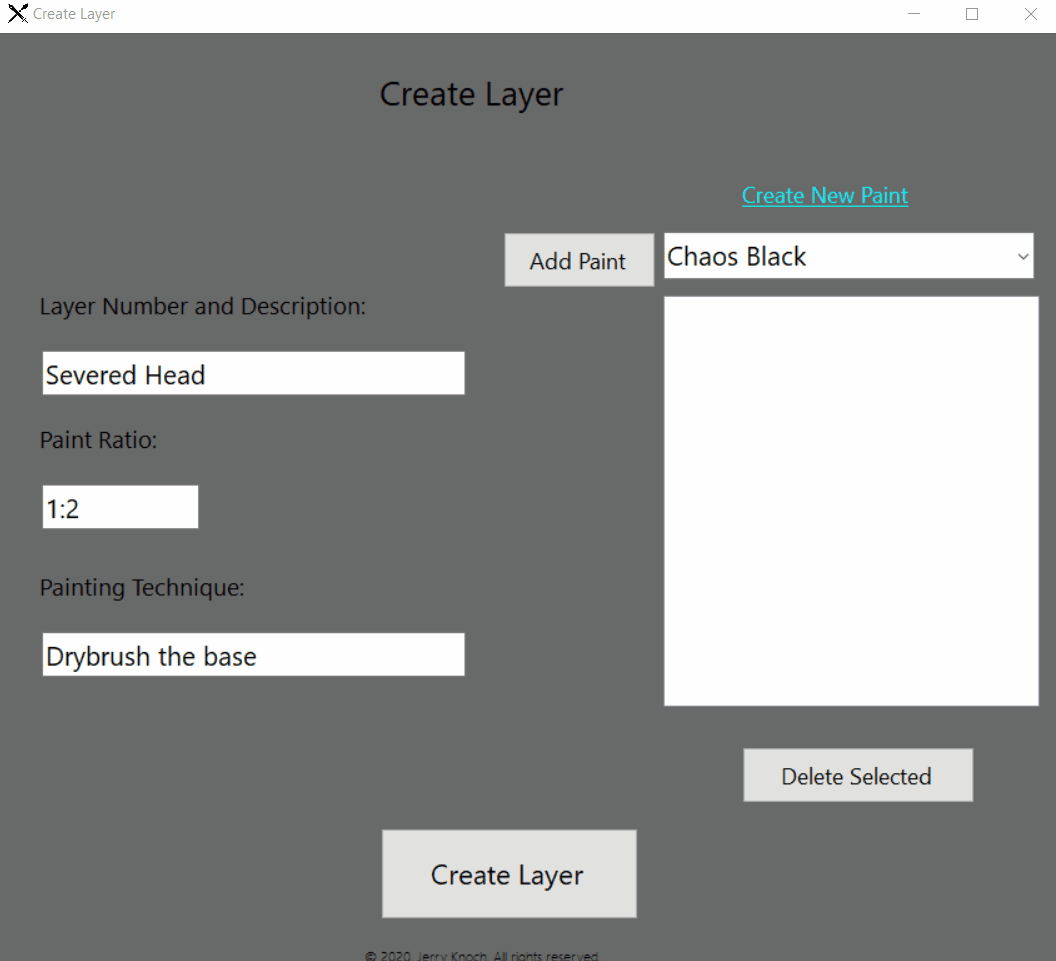 Create Layer
Create Layer
Create New Paint
Add Paint
Chaos Black
Layer Number and Description:
Severed Head
Paint Ratio:
1:2
Painting Technique:
Drybrush the base
Delete Selected
Create Layer
© 2020. Jerry Knoch. All rights reserved.